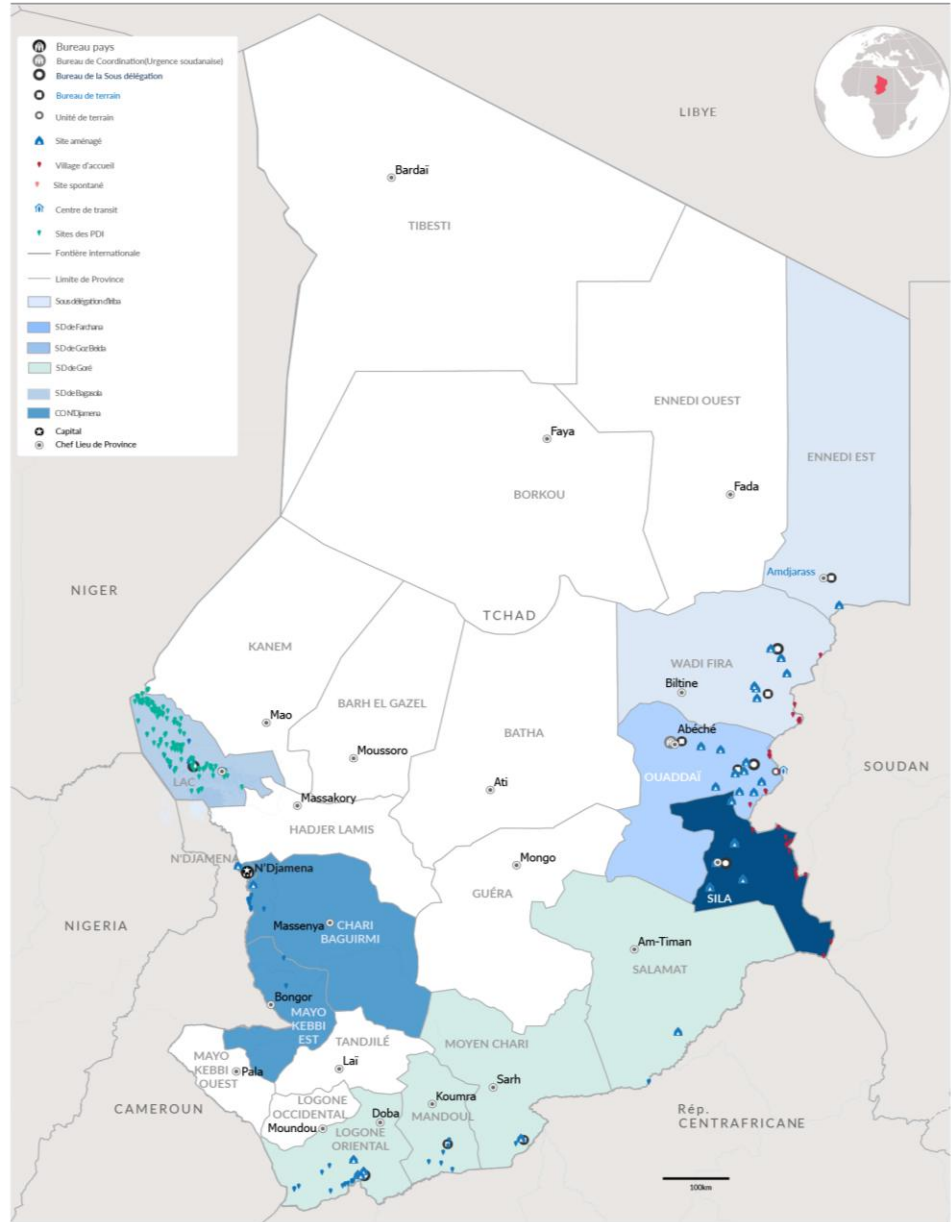 Bureau pays
Bureau de Coordination(Urgence soudanaise)
Bureau de la Sous délégation
Bureau de terrain
Unité de terrain
Site aménagé
Village d'accueil
Site spontané
Centre de transit
Sites des PDI
Fontière internationale
Limite de Province
Sous délégation d'Iriba
S D de Farchana
S D de Goz Beida
S D de Goré
S D de Bagasola
CO N'Djamena
Capital
Chef Lieu de Province
LIBYE
Bardaï
TIBESTI
ENNEDI OUEST
Faya
ENNEDI EST
BORKOU
Fada
Amdjarass
NIGER
TCHAD
KANEM
WADI FIRA
Biltine
BARH EL GAZEL
Mao
Abéché
BATHA
Moussoro
OUADDAÏ
SOUDAN
LAC
Ati
Massakory
HADJER LAMIS
N'DJAMENA
N'Djamena
Mongo
GUÉRA
SILA
NIGERIA
Massenya
CHARI
BAGUIRMI
Am-Timan
SALAMAT
Bongor
MAYO
KEBBI
EST
TANDJILÉ
MOYEN CHARI
MAYO
KEBBI
OUEST
Laï
Pala
Sarh
LOGONE
OCCIDENTAL
Koumra
CAMEROUN
Doba
MANDOUL
Rép.
CENTRAFRICANE
Moundou
LOGONE
ORIENTAL
100km